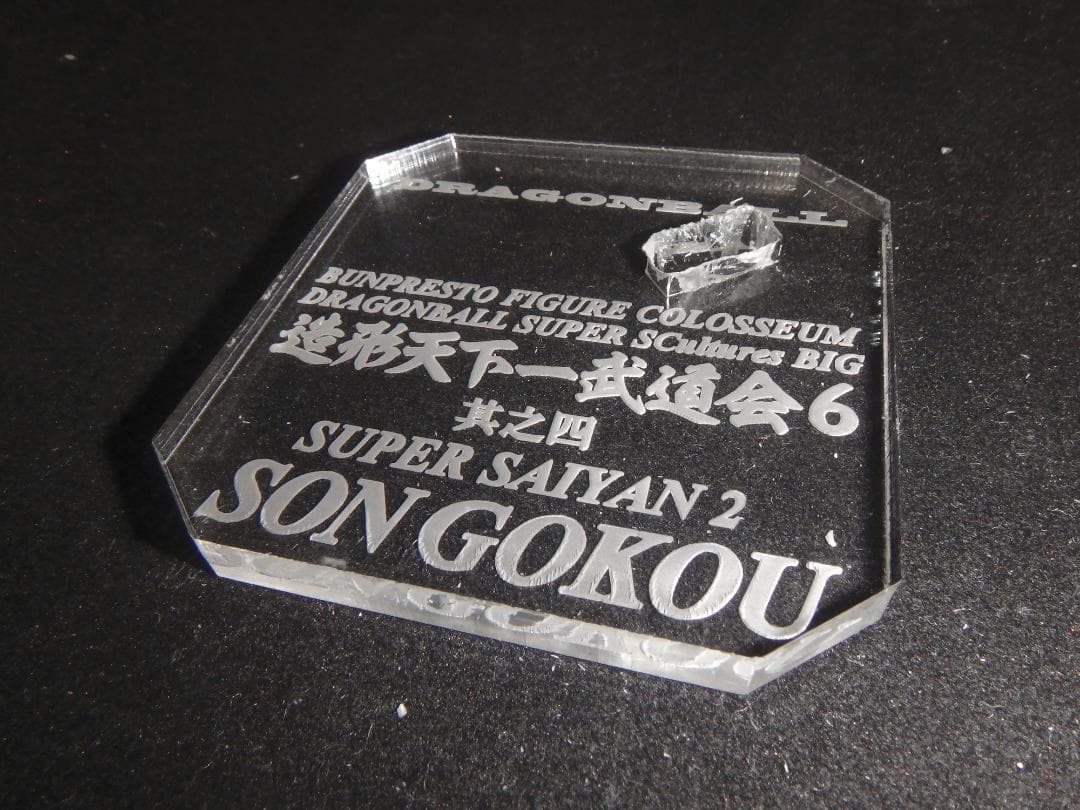 DRAGONBALL
BUNPRESTO FIGURE COLOSSEUM
DRAGONBALL SUPER SCultures BIG
造形天下一武道会6
其之四
SUPER SAIYAN 2
SON GOKOU